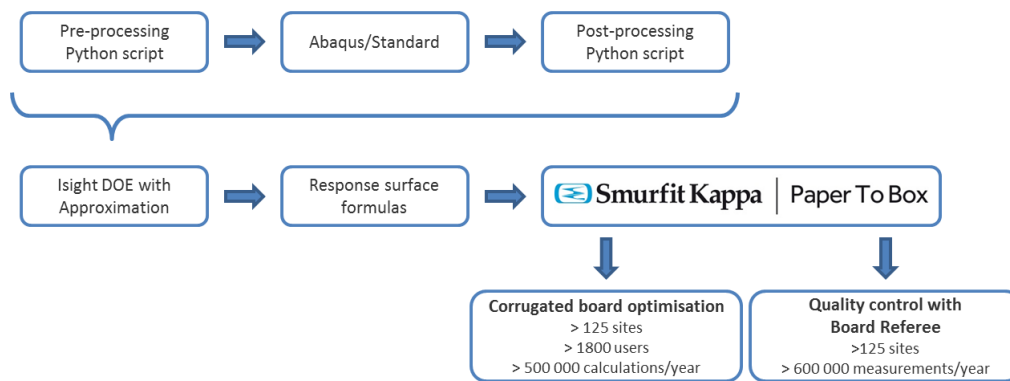 Pre-processing
Python script
Abaqus/Standard
Post-processing
Python script
Isight DOE with
Approximation
Response surface
formulas
Smurfit Kappa | Paper To Box
Corrugated board optimisation
> 125 sites
> 1800 users
> 500 000 calculations/year
Quality control with
Board Referee
>125 sites
> 600 000 measurements/year